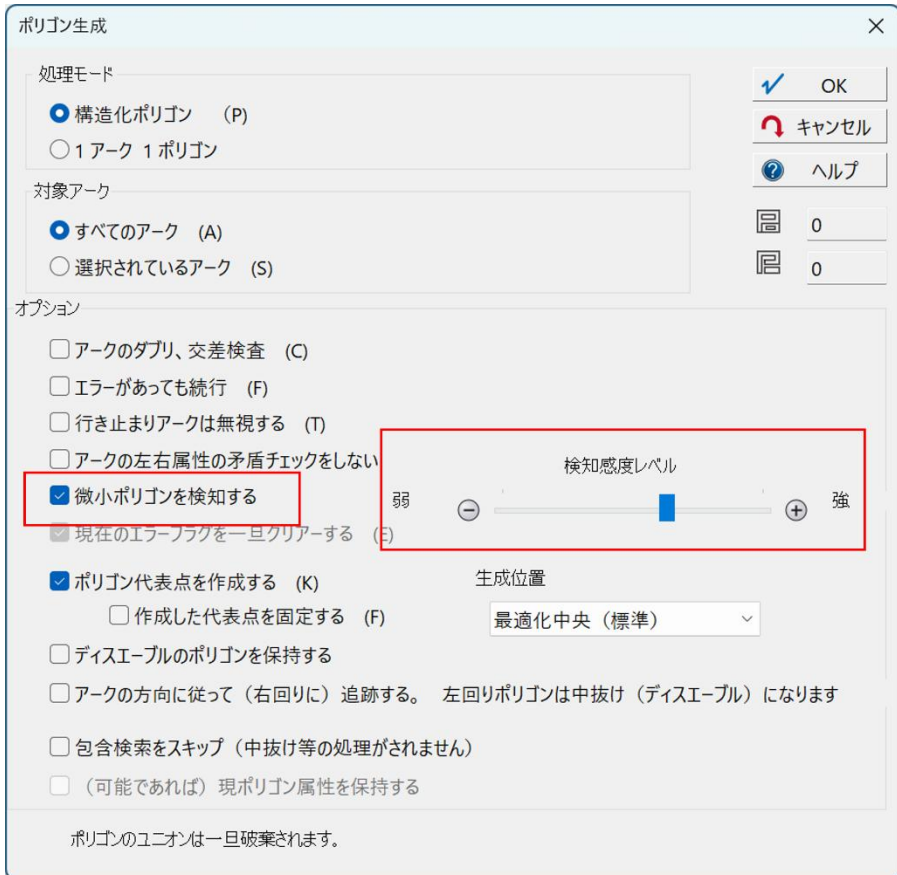 ポリゴン生成
処理モード
構造化ポリゴン (P)
1 アーク 1 ポリゴン
OK
キャンセル
ヘルプ
対象アーク
すべてのアーク (A)
選択されているアーク (S)
0
0
オプション
アークのダブリ、交差検査 (C)
エラーがあっても続行 (F)
行き止まりアークは無視する (T)
アークの左右属性の矛盾チェックをしない
微小ポリゴンを検知する
検知感度レベル
弱
強
現在のエラーフラグを一旦クリアーする (E)
ポリゴン代表点を作成する (K)
生成位置
作成した代表点を固定する (F)
最適化中央（標準）
ディスエーブルのポリゴンを保持する
アークの方向に従って（右回りに）追跡する。 左回りポリゴンは中抜け（ディスエーブル）になります
包含検索をスキップ（中抜け等の処理がされません）
（可能であれば）現ポリゴン属性を保持する
ポリゴンのユニオンは一旦破棄されます。